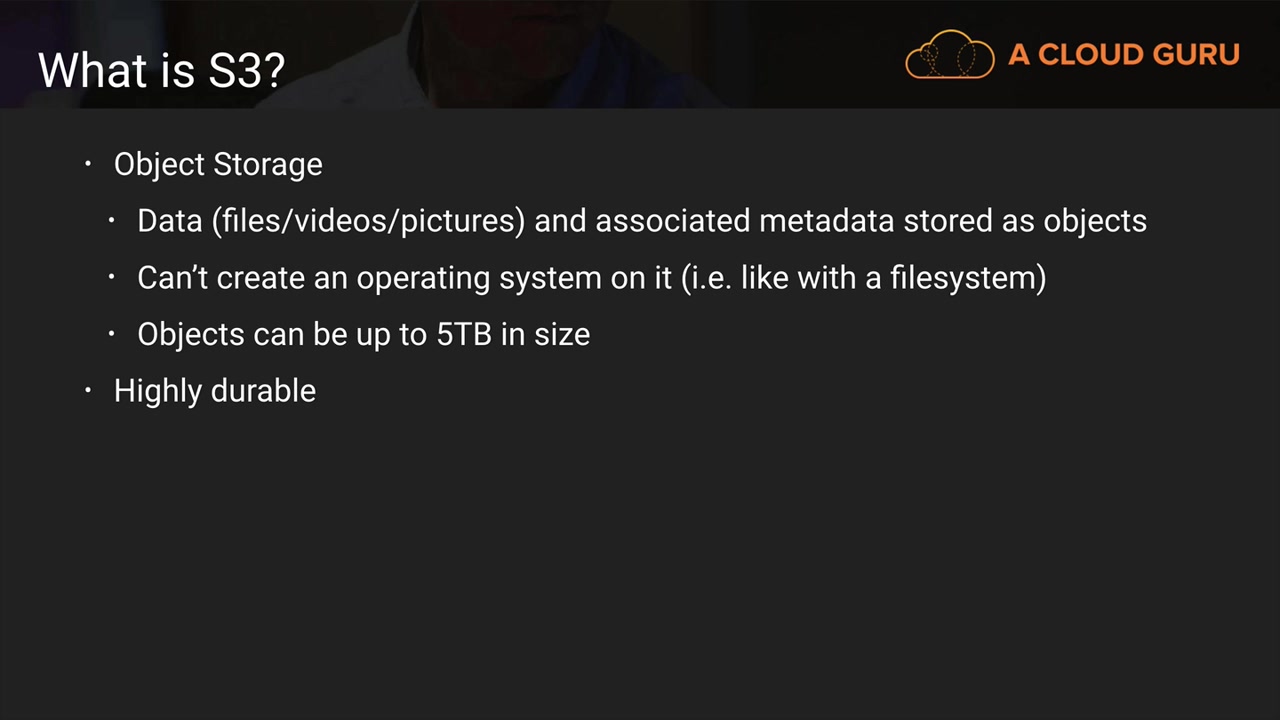 What is S3?
A CLOUD GURU
• Object Storage
• Data (files/videos/pictures) and associated metadata stored as objects
• Can’t create an operating system on it (i.e. like with a filesystem)
• Objects can be up to 5TB in size
• Highly durable